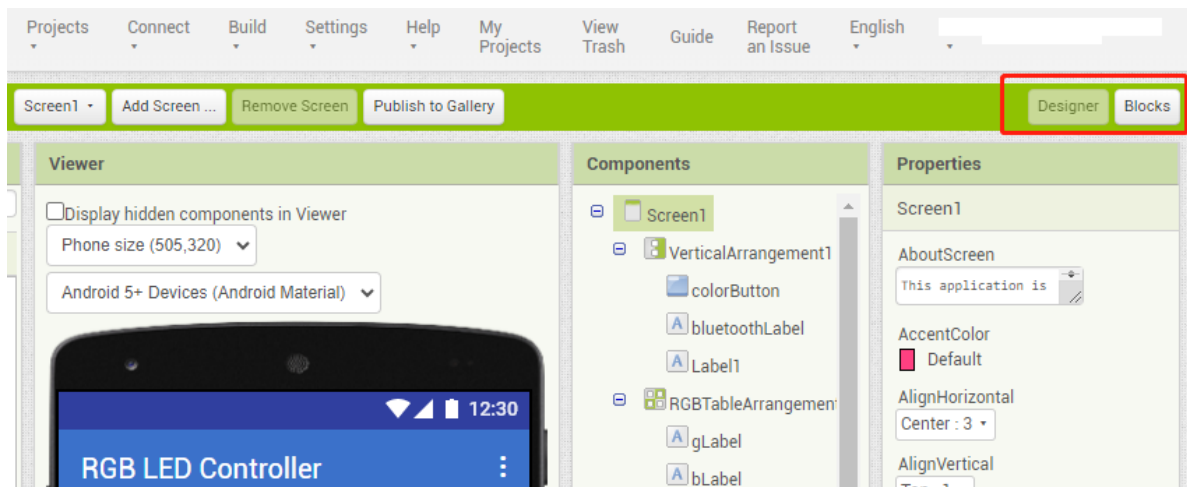 Projects
Connect
Build
Settings
Help
My
Projects
View
Trash
Guide
Report
an Issue
English
Screen1
Add Screen ...
Remove Screen
Publish to Gallery
Designer
Blocks
Viewer
Display hidden components in Viewer
Phone size (505,320)
Android 5+ Devices (Android Material)
12:30
RGB LED Controller
Components
Screen1
VerticalArrangement1
colorButton
A bluetoothLabel
A Label1
RGBTableArrangemen
A gLabel
A bLabel
Properties
Screen1
AboutScreen
This application is
AccentColor
Default
AlignHorizontal
Center : 3
AlignVertical